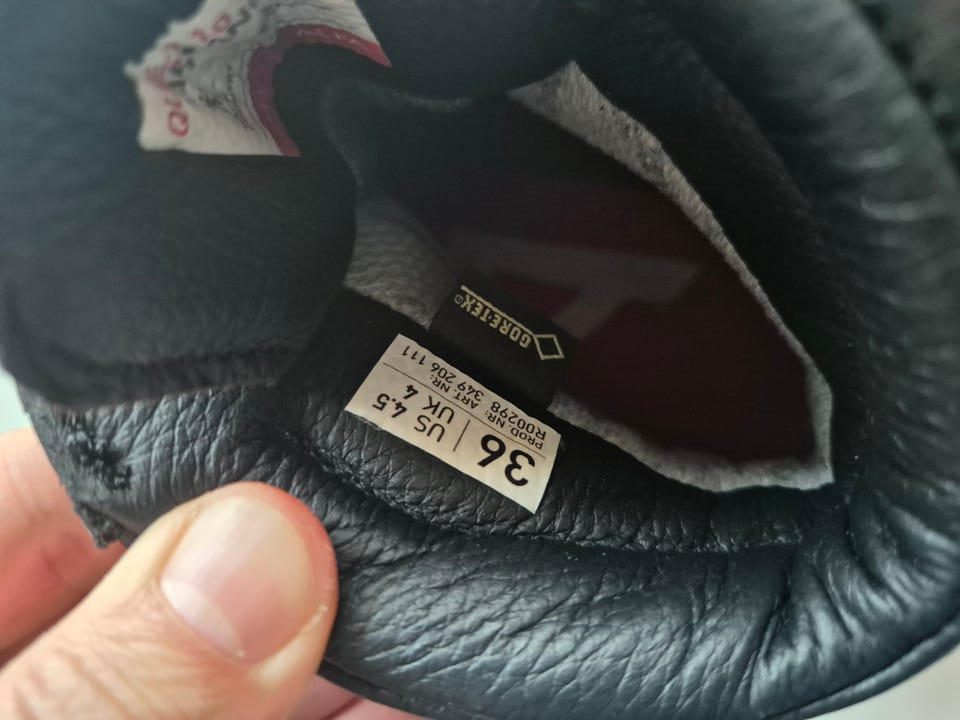 36
US 4.5
UK 4
PROD. NR: ART. NR:
R00298 349 206 111
GORE-TEX®